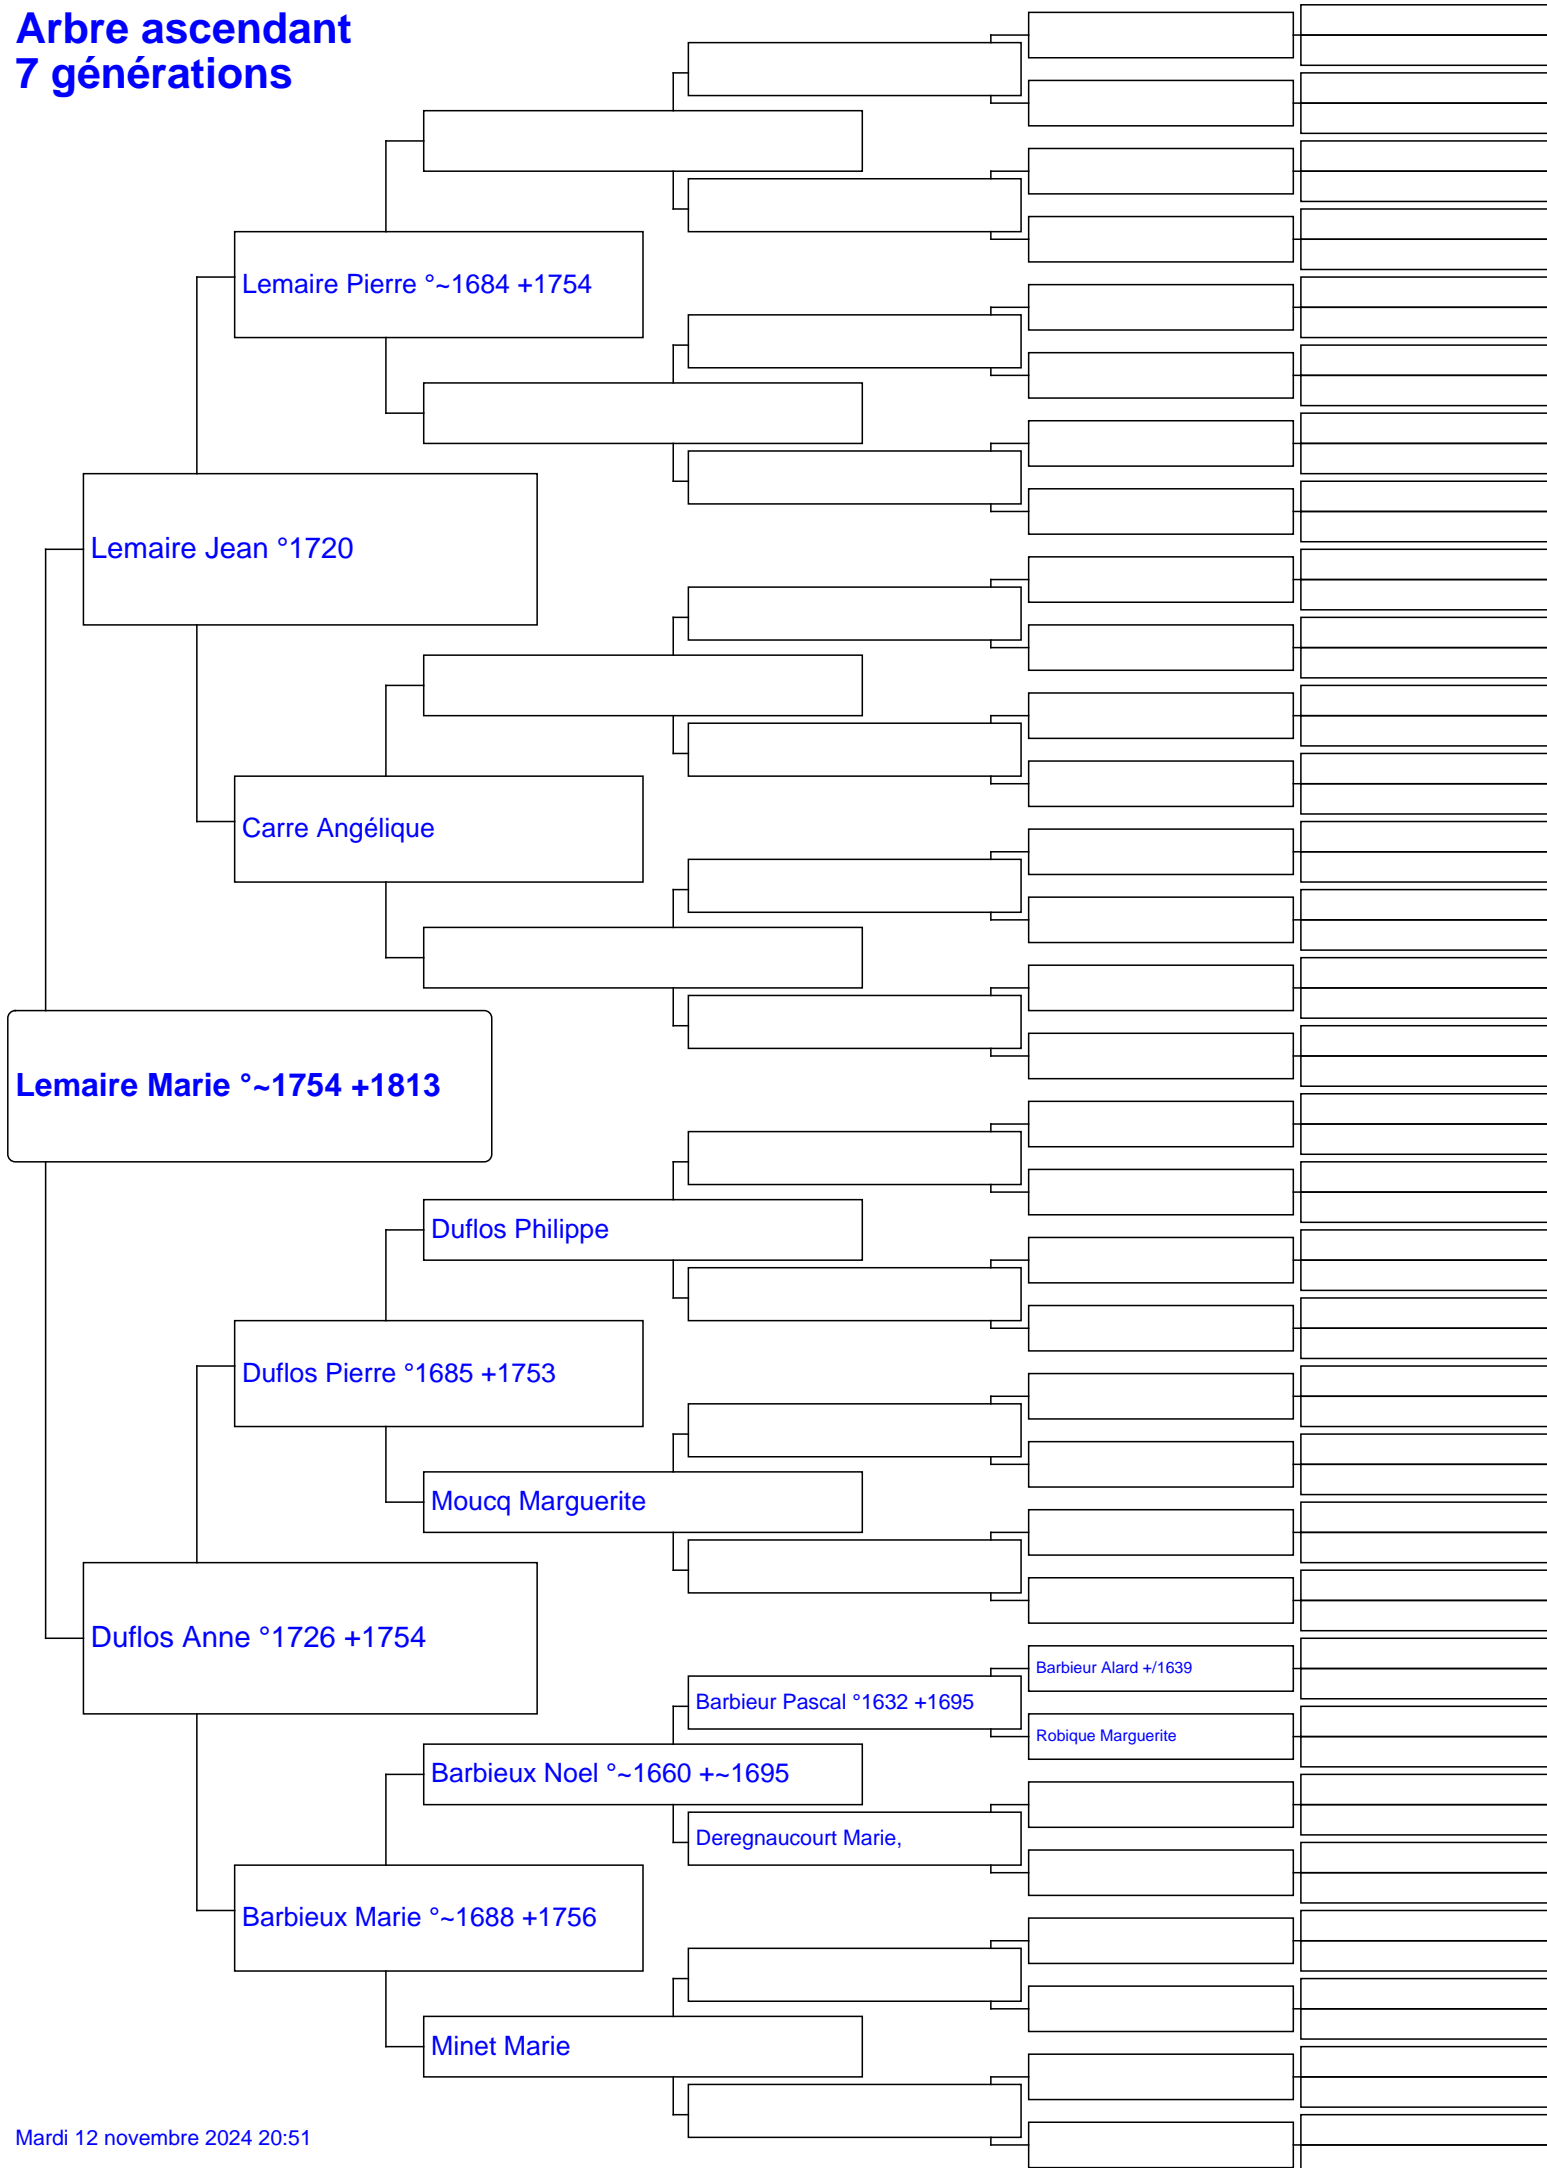 Arbre ascendant
7 générations
Lemaire Pierre °~1684 +1754
Lemaire Jean °1720
Carre Angélique
Lemaire Marie °~1754 +1813
Duflos Philippe
Duflos Pierre °1685 +1753
Moucq Marguerite
Duflos Anne °1726 +1754
Barbieur Alard +/1639
Barbieur Pascal °1632 +1695
Robique Marguerite
Barbieux Noel °~1660 +~1695
Deregnaucourt Marie,
Barbieux Marie °~1688 +1756
Minet Marie
Mardi 12 novembre 2024 20:51